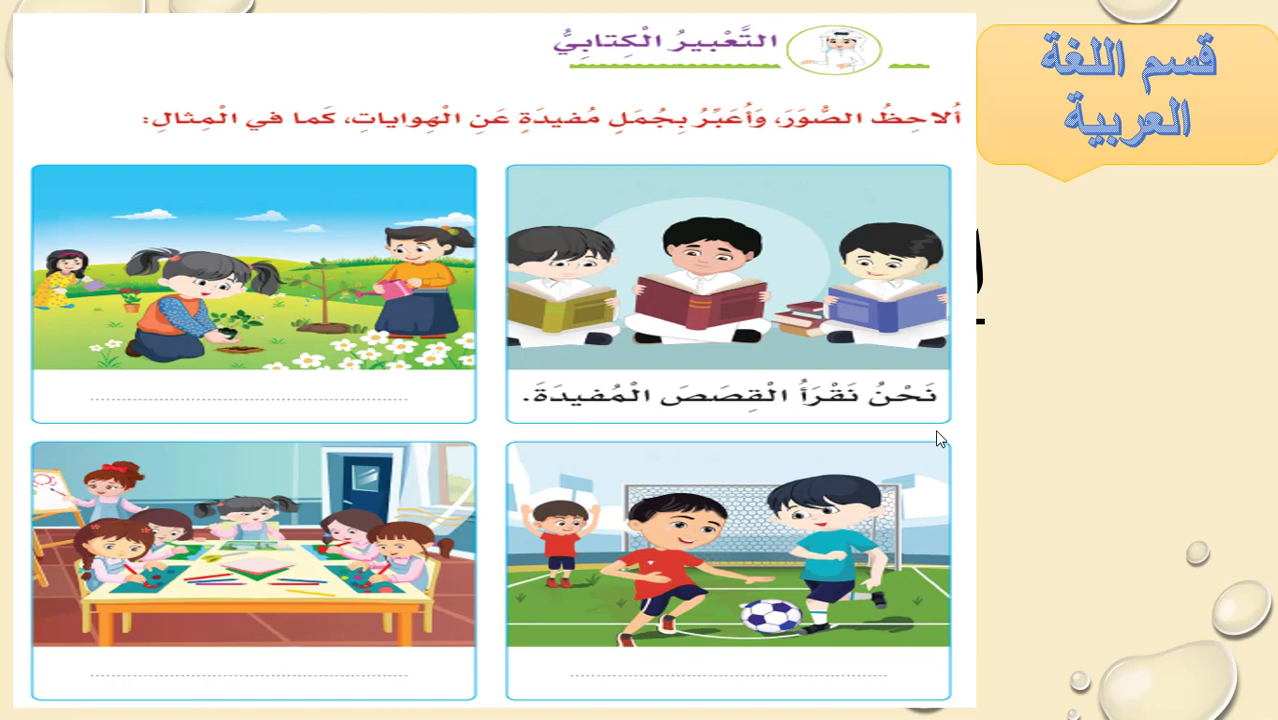 قسم اللغة
العربية
التَّعْبيرُ الْكِتابِيُّ
أُلاحِظُ الصُّوَرَ، وَأُعَبِّرُ بِجُمَلٍ مُفيدَةٍ عَنِ الْهِواياتِ، كَما في الْمِثالِ:
نَحْنُ نَقْرَأُ الْقِصَصَ الْمُفيدَةَ.